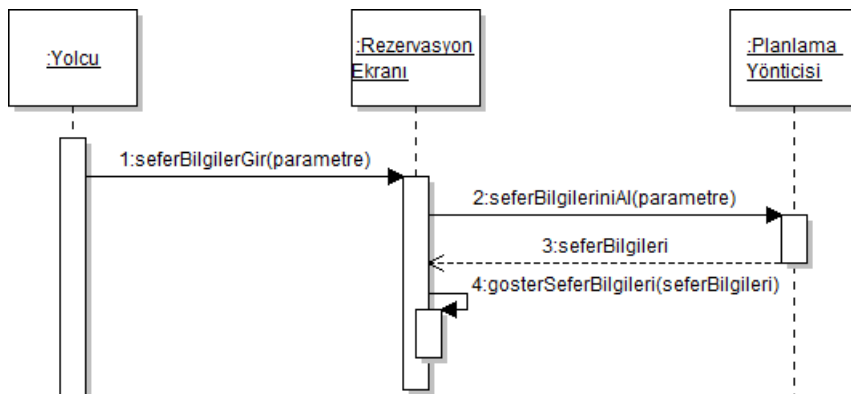 :Yolcu
:Rezervasyon
Ekranı
:Planlama
Yönticisi
1:seferBilgilerGir(parametre)
2:seferBilgileriniAl(parametre)
3:seferBilgileri
4:gosterSeferBilgileri(seferBilgileri)